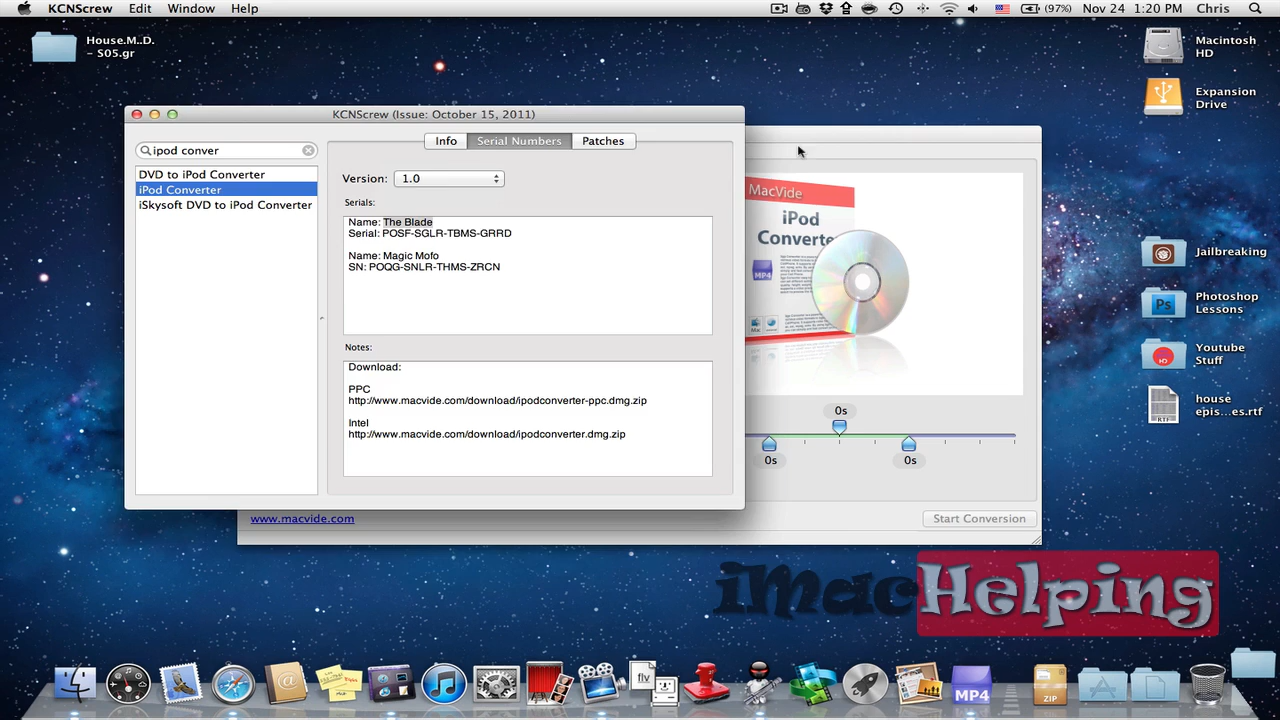 KCNScrew Edit Window Help
(97%) Nov 24 1:20 PM Chris
House.M..D.
– S05.gr
Macintosh
HD
Expansion
Drive
Jailbreaking
Photoshop
Lessons
Youtube
Stuff
house
epis...es.rtf
KCNScrew (Issue: October 15, 2011)
Info Serial Numbers Patches
ipod conver
DVD to iPod Converter
iPod Converter
iSkysoft DVD to iPod Converter
Version: 1.0
Serials:
Name: The Blade
Serial: POSF-SGLR-TBMS-GRRD
Name: Magic Mofo
SN: POQG-SNLR-THMS-ZRCN
Notes:
Download:
PPC
http://www.macvide.com/download/ipodconverter-ppc.dmg.zip
Intel
http://www.macvide.com/download/ipodconverter.dmg.zip
MacVide
iPod
Converter
MP4
0s
0s
0s
www.macvide.com
Start Conversion
iMacHelping
flv
MP4
ZIP